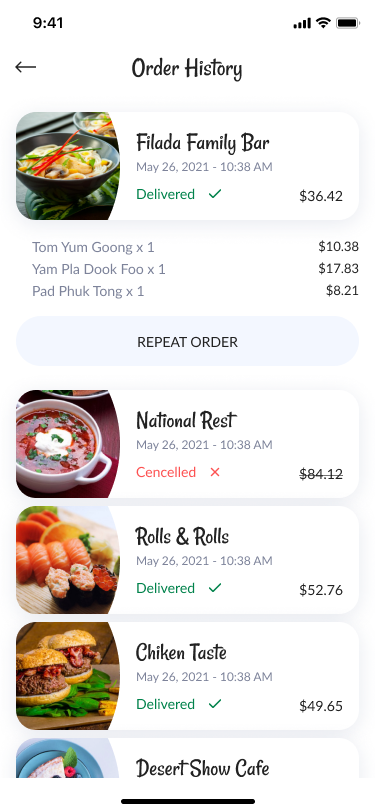 9:41
Order History
Filada Family Bar
May 26, 2021 - 10:38 AM
Delivered
$36.42
Tom Yum Goong x 1 $10.38
Yam Pla Dook Foo x 1 $17.83
Pad Phuk Tong x 1 $8.21
REPEAT ORDER
National Rest
May 26, 2021 - 10:38 AM
Cancelled
$84.12
Rolls & Rolls
May 26, 2021 - 10:38 AM
Delivered
$52.76
Chiken Taste
May 26, 2021 - 10:38 AM
Delivered
$49.65
Desert Show Cafe